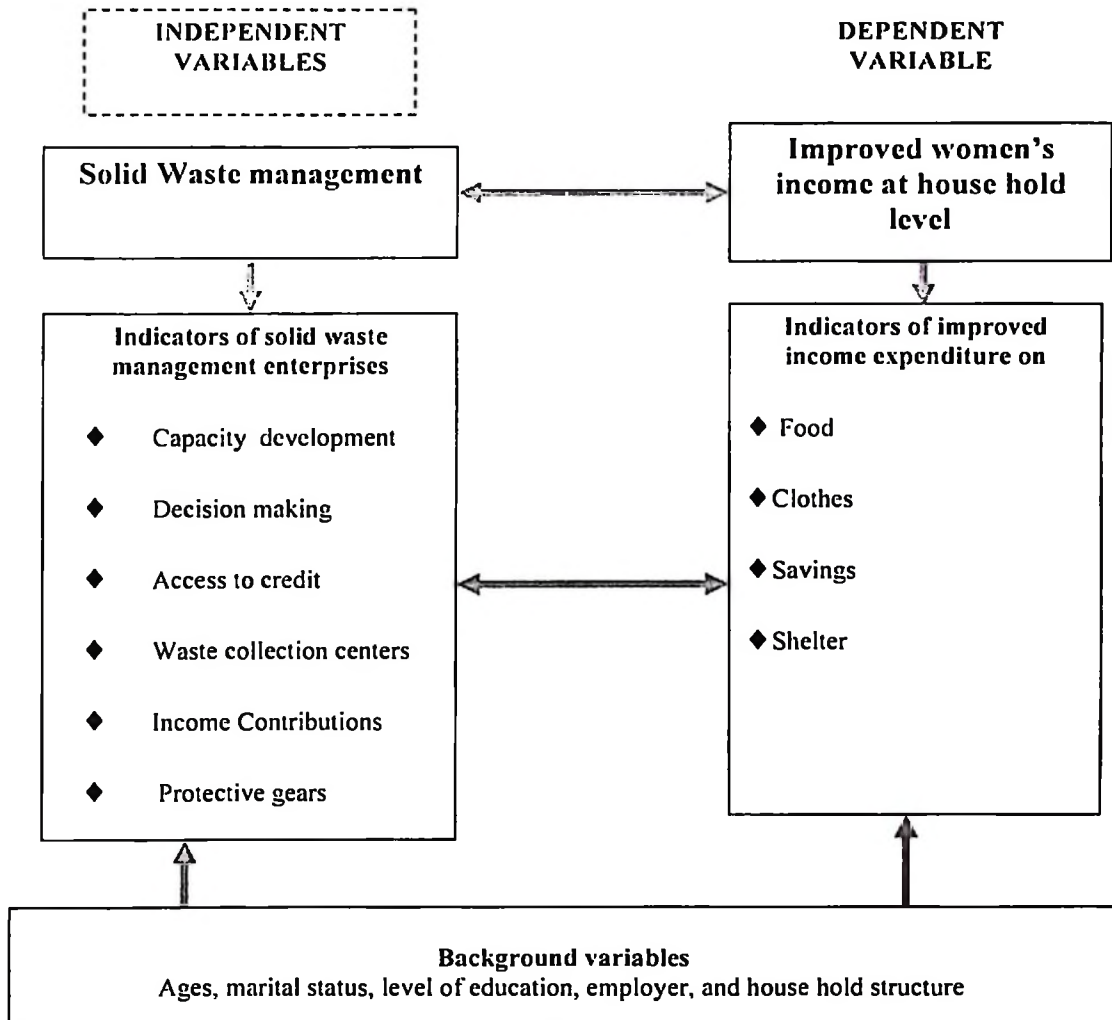 INDEPENDENT
VARIABLES
DEPENDENT
VARIABLE
Solid Waste management
Improved women's
income at house hold
level
Indicators of solid waste
management enterprises
◆ Capacity development
◆ Decision making
◆ Access to credit
◆ Waste collection centers
◆ Income Contributions
◆ Protective gears
Indicators of improved
income expenditure on
◆ Food
◆ Clothes
◆ Savings
◆ Shelter
Background variables
Ages, marital status, level of education, employer, and house hold structure